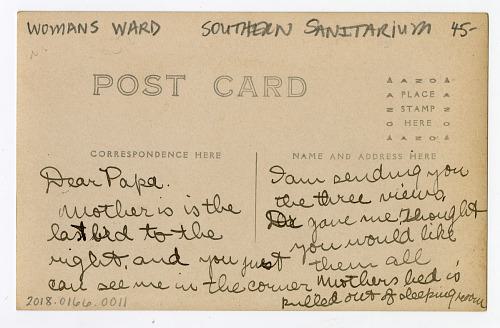 WOMANS WARD SOUTHERN SANITARIUM 45-
POST CARD
AZOA
PLACE
STAMP
HERE
AZOA
CORRESPONDENCE HERE
NAME AND ADDRESS HERE
Dear Papa.
Mother is is the
last bed to the
right, and you just
can see me in the corner
I am sending you
the three views,
Dr gave me, thought
you would like
them all
Mothers bed is
pulled out of sleeping room
2018.0166.0011